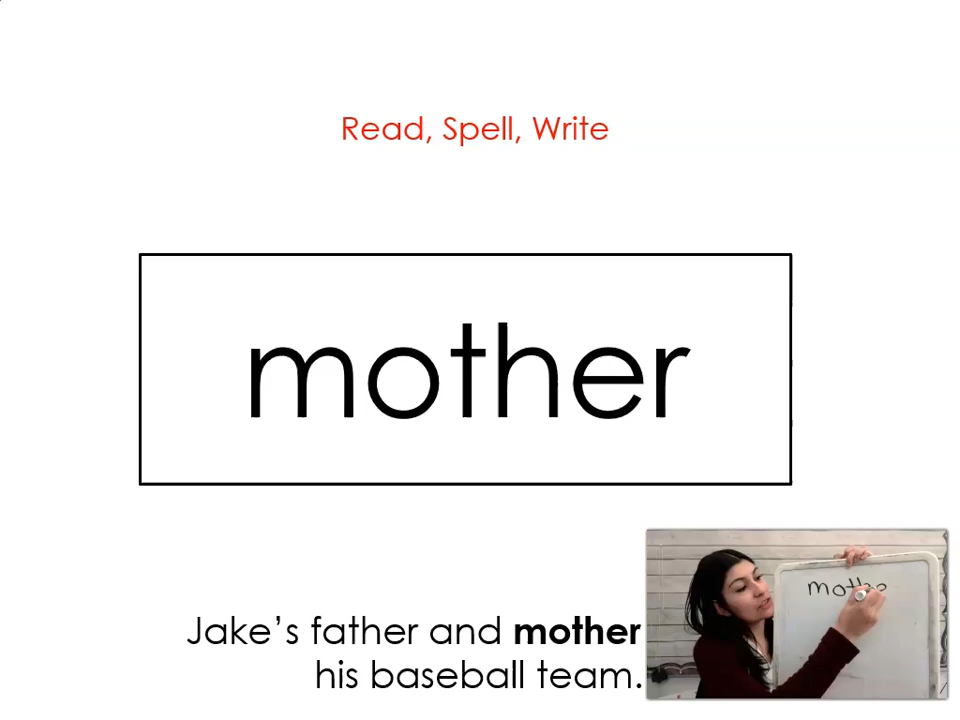 Read, Spell, Write
mother
Jake's father and mother
his baseball team.